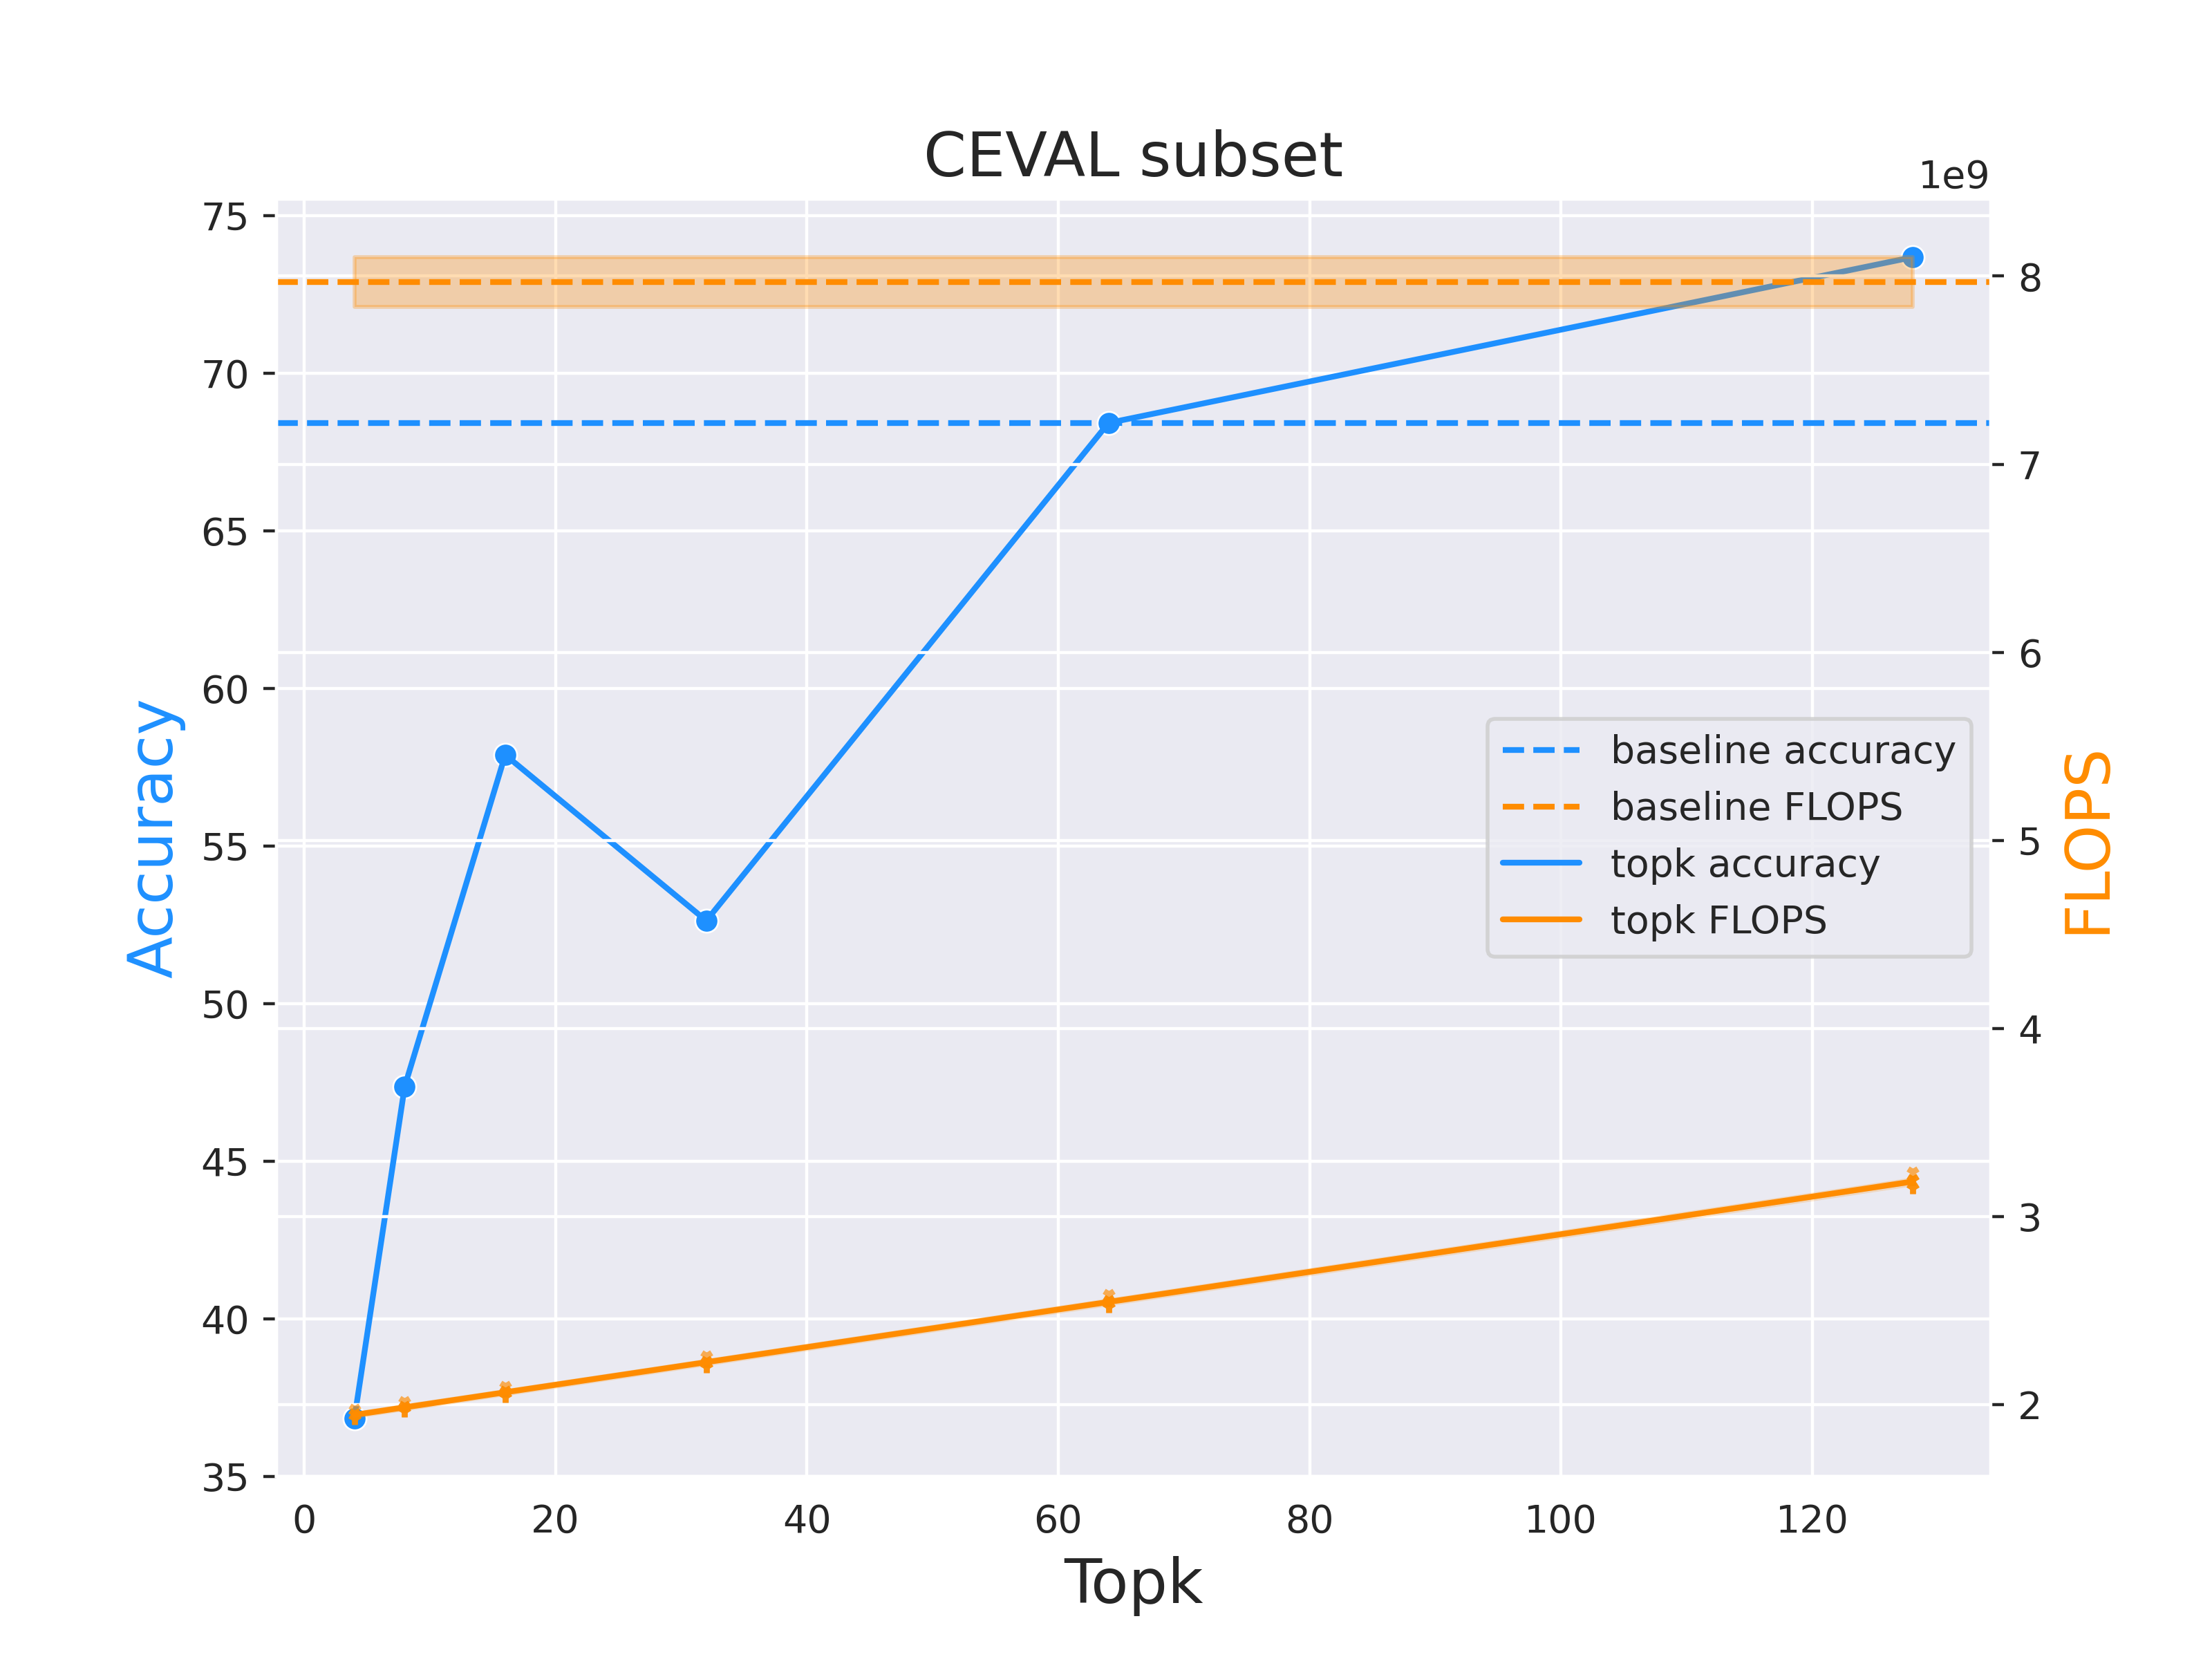 CEVAL subset
1e9
75
70
65
60
55
50
45
40
35
Accuracy
8
7
6
5
4
3
2
FLOPS
baseline accuracy
baseline FLOPS
topk accuracy
topk FLOPS
0 20 40 60 80 100 120
Topk